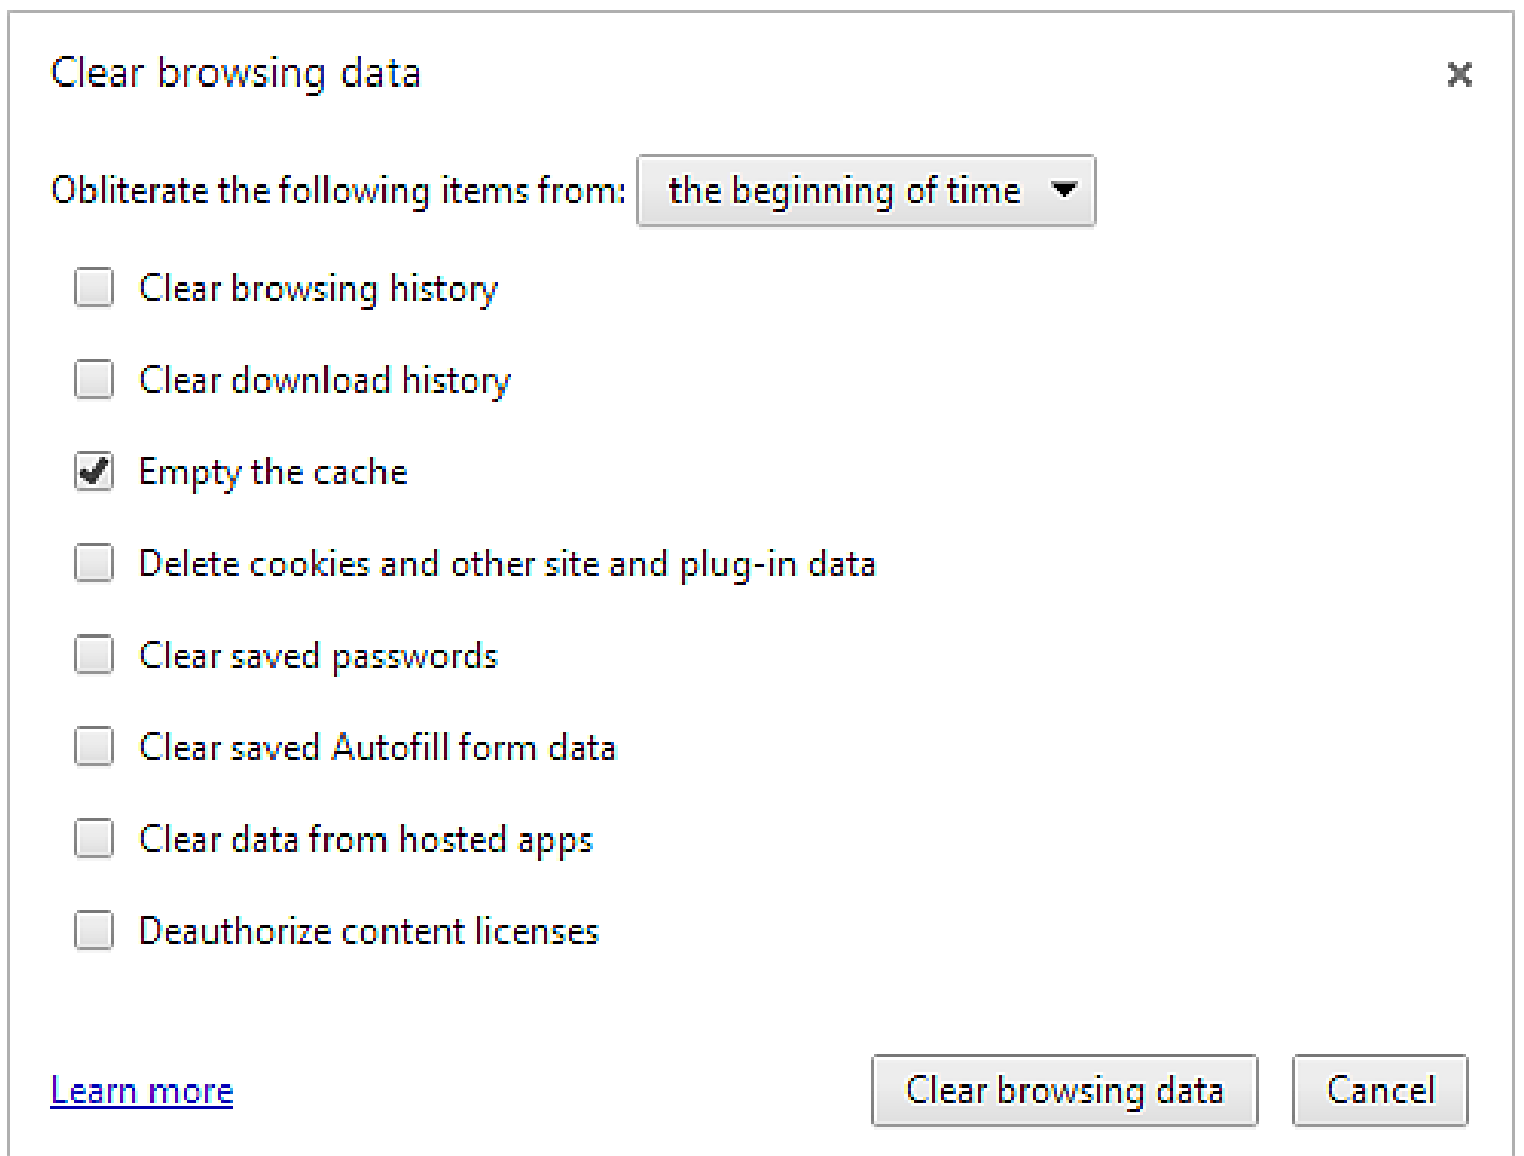 Clear browsing data
Obliterate the following items from: the beginning of time
Clear browsing history
Clear download history
Empty the cache
Delete cookies and other site and plug-in data
Clear saved passwords
Clear saved Autofill form data
Clear data from hosted apps
Deauthorize content licenses
Learn more Clear browsing data Cancel